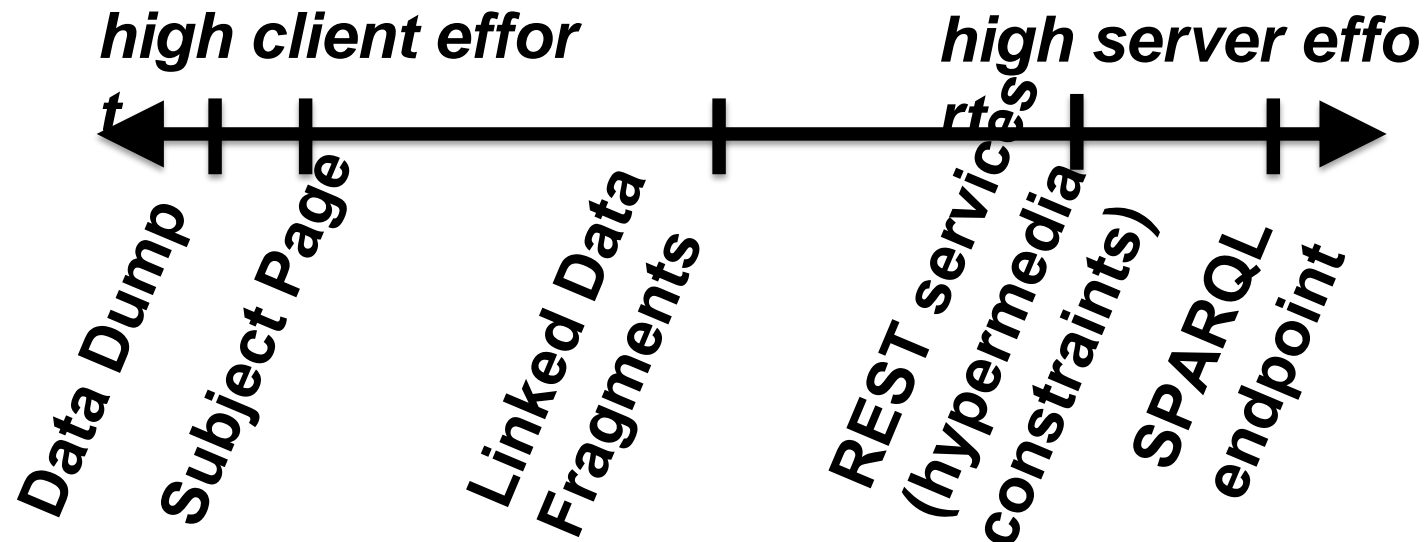 high client effor
t
high server effo
rt
Data Dump
Subject Page
Linked Data
Fragments
REST services
(hypermedia
constraints)
SPARQL
endpoint